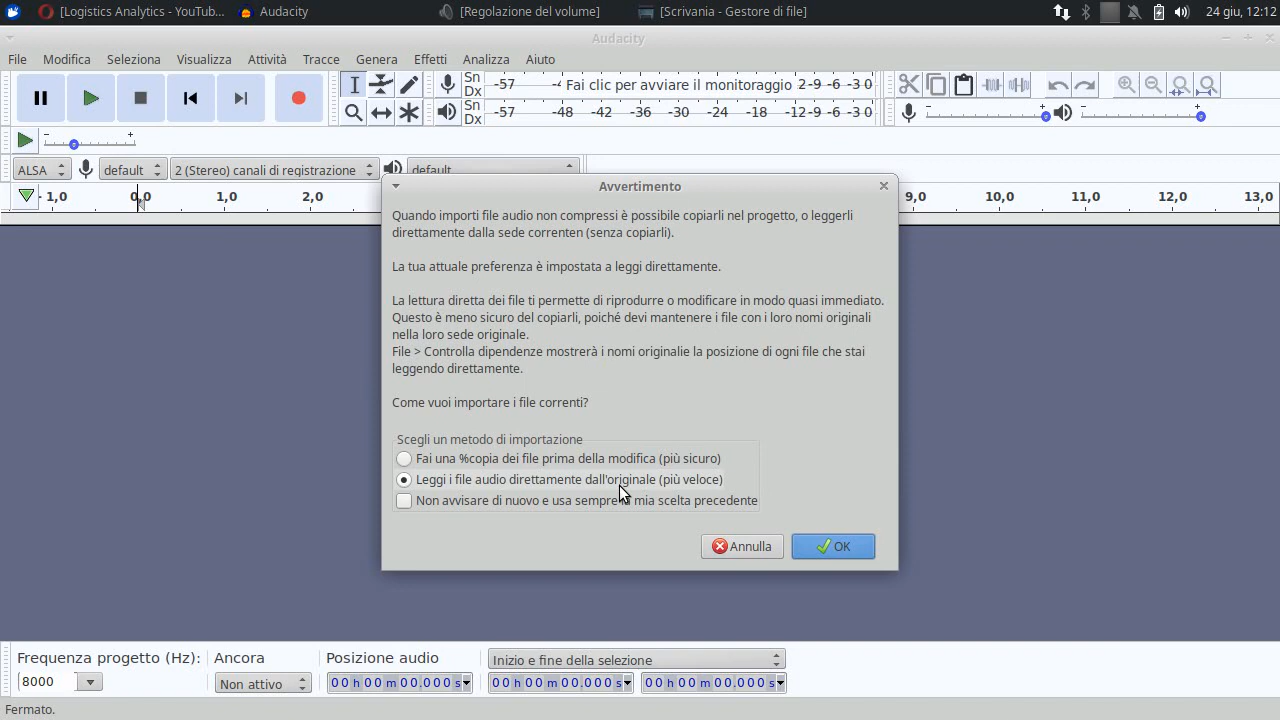 [Logistics Analytics - YouTub...
Audacity
[Regolazione del volume]
[Scrivania - Gestore di file]
24 giu, 12:12
Audacity
File Modifica Seleziona Visualizza Attività Tracce Genera Effetti Analizza Aiuto
Sn
Dx
-57
Fai clic per avviare il monitoraggio 2 -9 -6 -3 0
Sn
Dx
-57 -48 -42 -36 -30 -24 -18 -12 -9 -6 -3 0
ALSA
default
2 (Stereo) canali di registrazione
default
- 1,0 0,0 1,0 2,0 9,0 10,0 11,0 12,0 13,0
Avvertimento
Quando importi file audio non compressi è possibile copiarli nel progetto, o leggerli
direttamente dalla sede correnten (senza copiarli).
La tua attuale preferenza è impostata a leggi direttamente.
La lettura diretta dei file ti permette di riprodurre o modificare in modo quasi immediato.
Questo è meno sicuro del copiarli, poiché devi mantenere i file con i loro nomi originali
nella loro sede originale.
File > Controlla dipendenze mostrerà i nomi originalie la posizione di ogni file che stai
leggendo direttamente.
Come vuoi importare i file correnti?
Scegli un metodo di importazione
Fai una %copia dei file prima della modifica (più sicuro)
Leggi i file audio direttamente dall'originale (più veloce)
Non avvisare di nuovo e usa sempre mia scelta precedente
Annulla
OK
Frequenza progetto (Hz):
Ancora
Posizione audio
Inizio e fine della selezione
8000
Non attivo
00 h 00 m 00,000 s
00 h 00 m 00,000 s
00 h 00 m 00,000 s
Fermato.